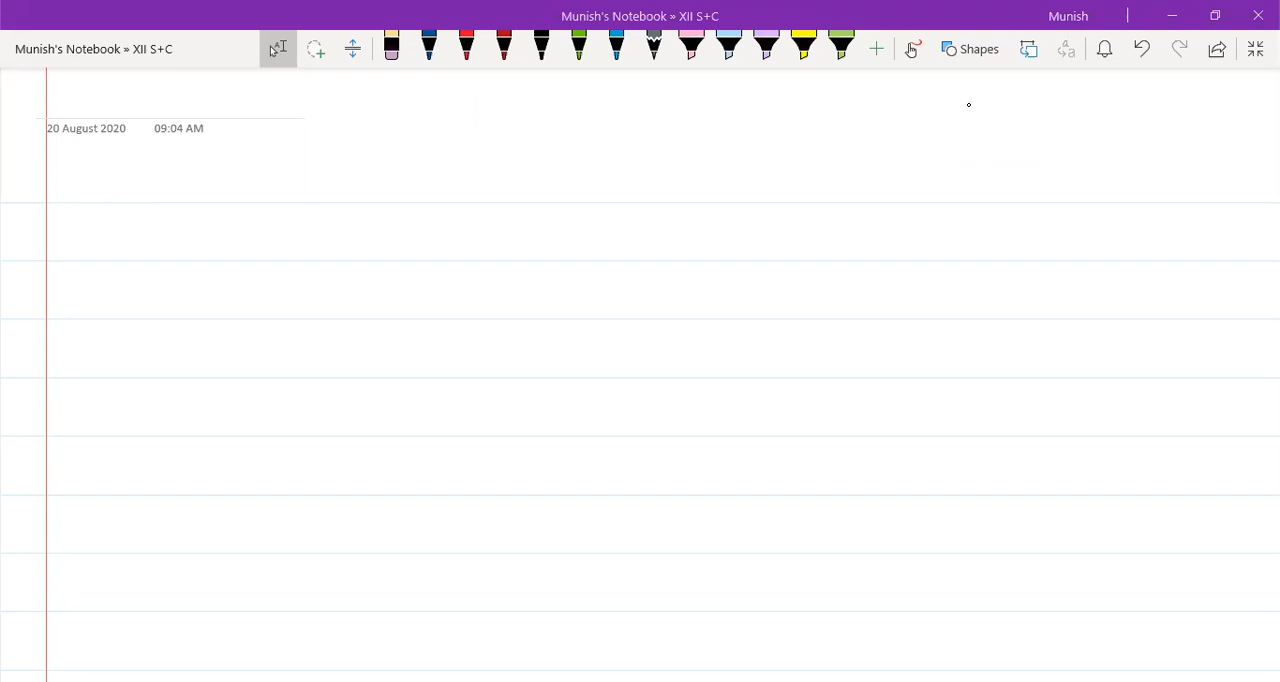 Munish's Notebook » XII S+C
Munish
Munish's Notebook » XII S+C
Shapes
20 August 2020 09:04 AM